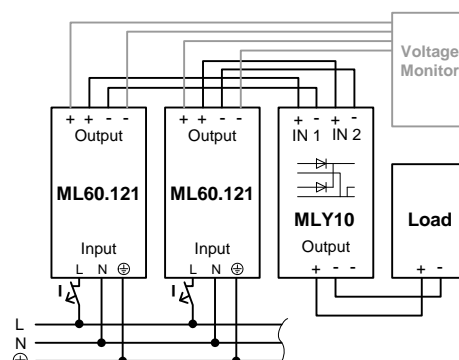 Voltage
Monitor
+ + - -
Output
ML60.121
Input
L N ⏚
I
+ + - -
Output
ML60.121
Input
L N ⏚
I
+ - + -
IN 1 IN 2
MLY10
Output
+ - -
Load
+ -
L
N
⏚